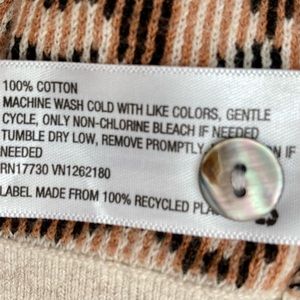 100% COTTON
MACHINE WASH COLD WITH LIKE COLORS, GENTLE
CYCLE, ONLY NON-CHLORINE BLEACH IF NEEDED
TUMBLE DRY LOW, REMOVE PROMPTLY, IF
NEEDED
RN17730 VN1262180
LABEL MADE FROM 100% RECYCLED